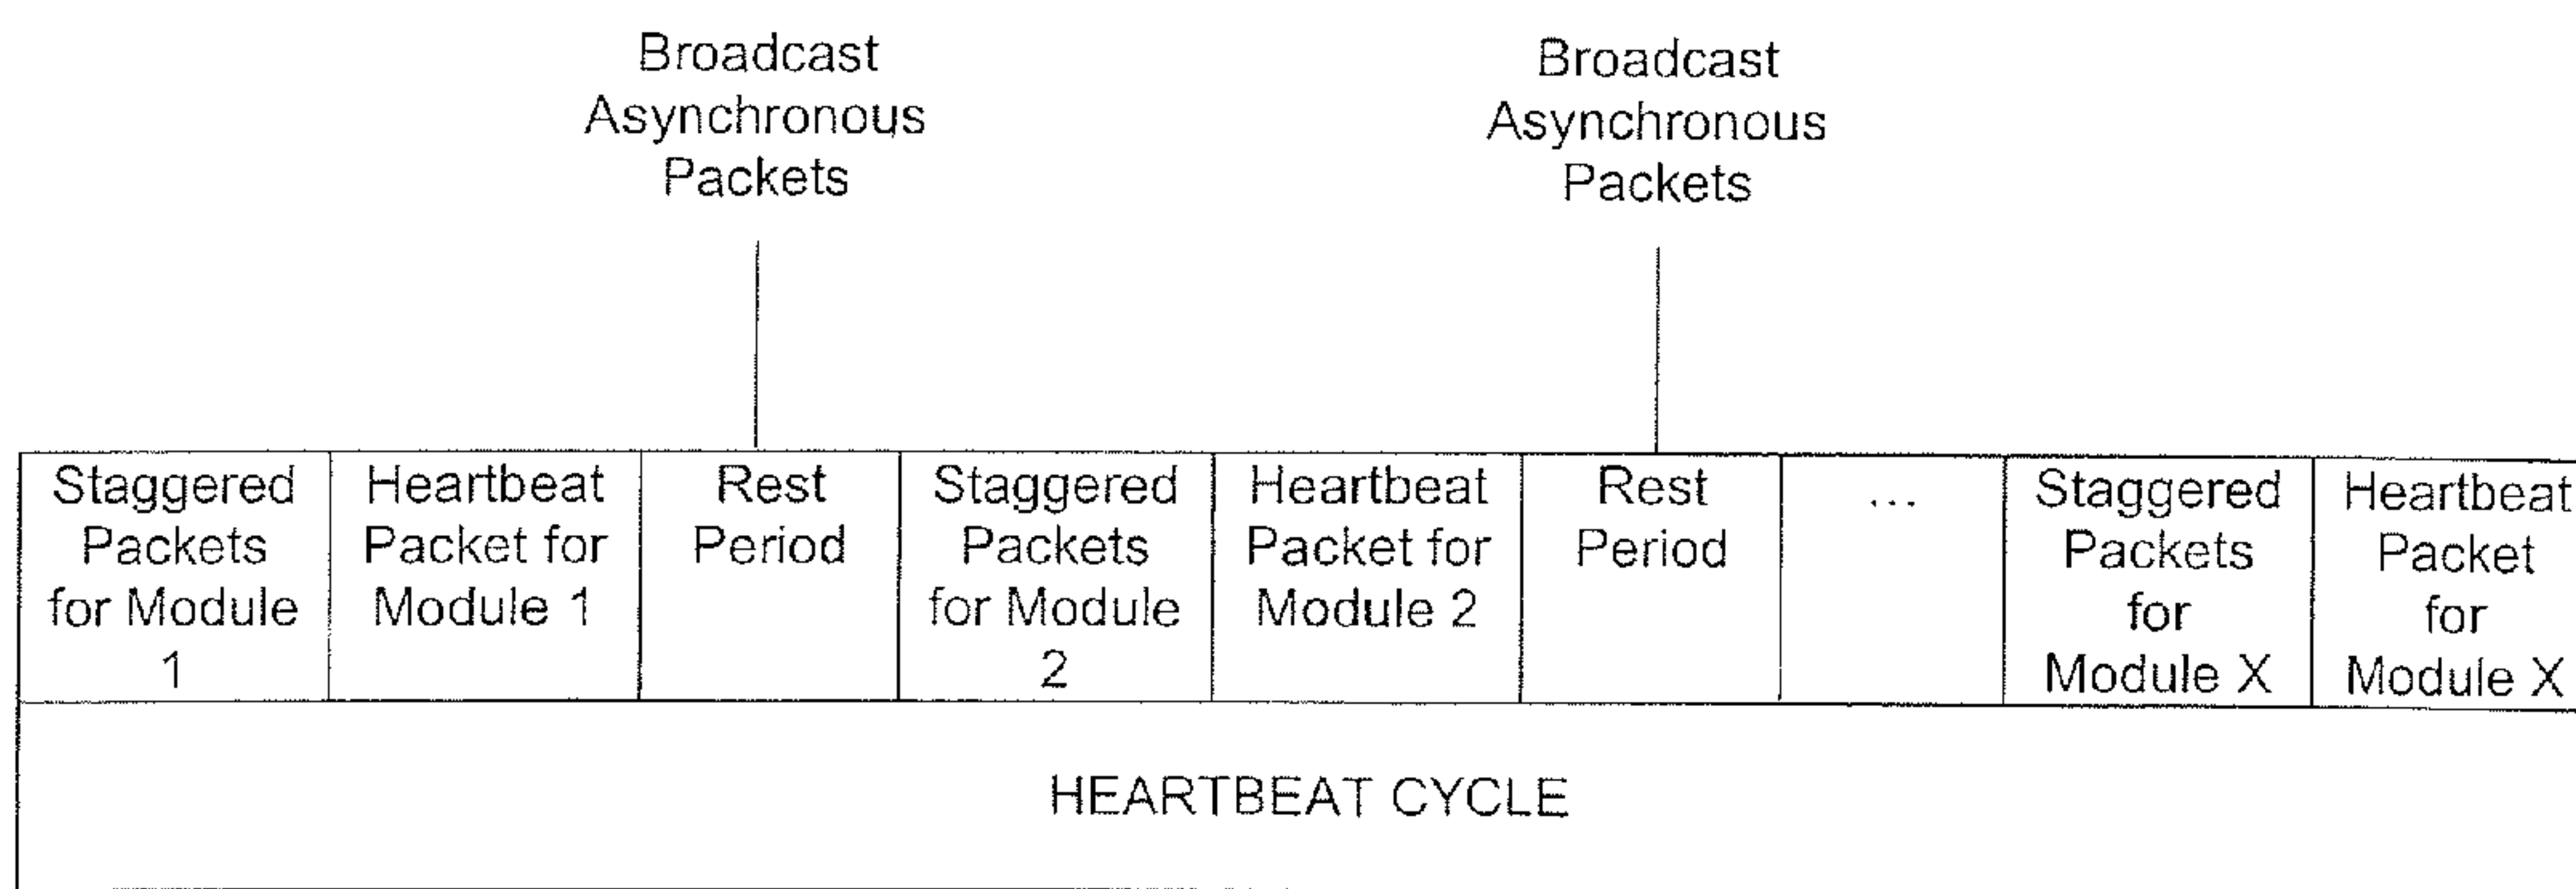 Broadcast
Asynchronous
Packets
Broadcast
Asynchronous
Packets
Staggered
Packets
for Module
1
Heartbeat
Packet for
Module 1
Rest
Period
Staggered
Packets
for Module
2
Heartbeat
Packet for
Module 2
Rest
Period
...
Staggered
Packets
for
Module X
Heartbeat
Packet
for
Module X
HEARTBEAT CYCLE